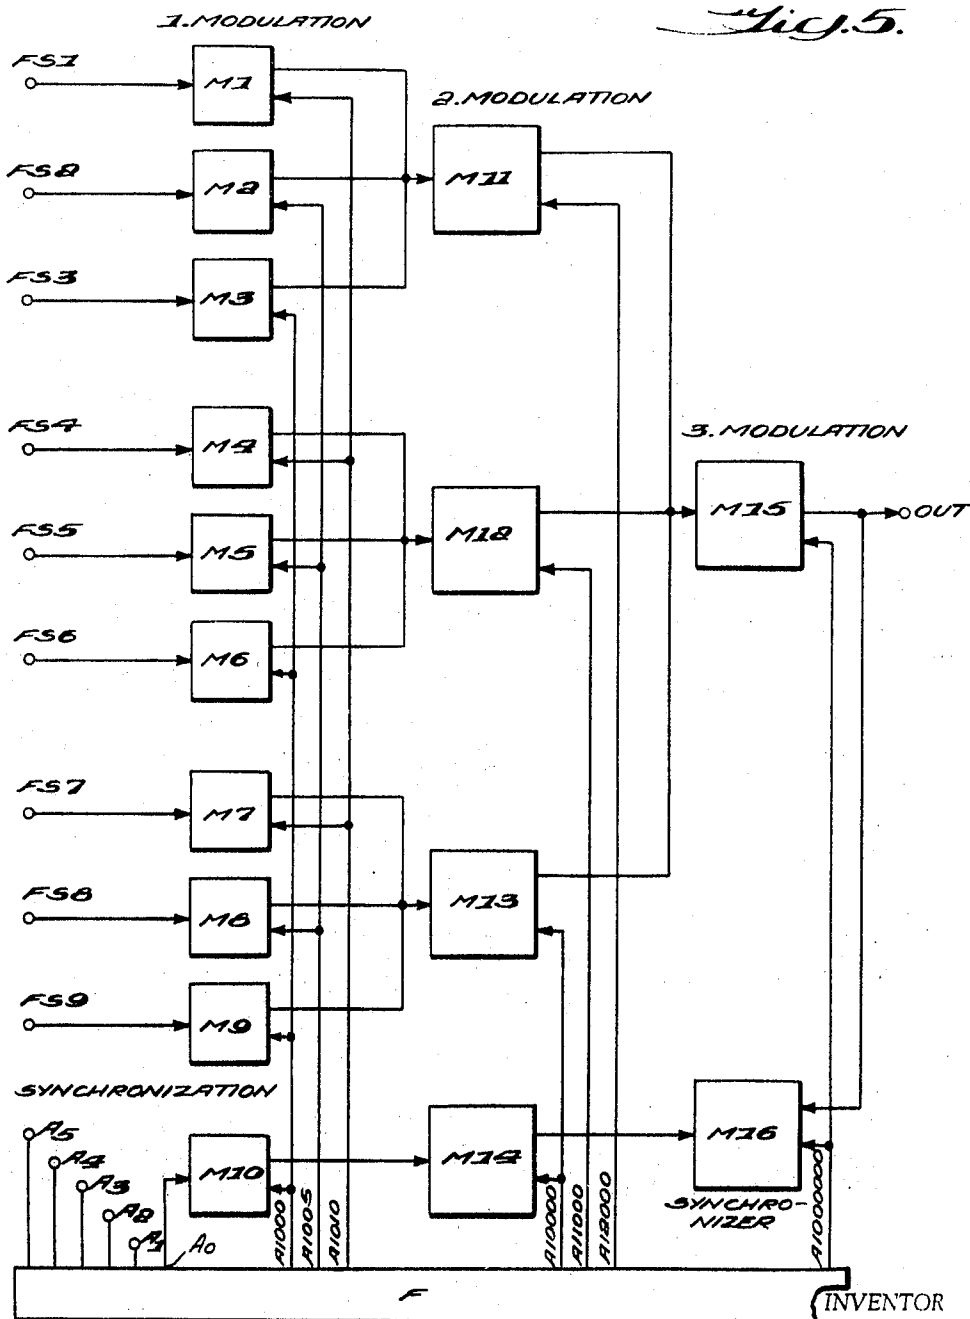 Fig. 5.
1. MODULATION
FS1
M1
2. MODULATION
FS2
M2
M11
FS3
M3
FS4
M4
3. MODULATION
FS5
M5
M12
M15
OUT
FS6
M6
FS7
M7
FS8
M8
M13
FS9
M9
SYNCHRONIZATION
A5
A4
A3
A2
A1
A0
M10
M14
M16
SYNCHRO-
NIZER
A1000
A1005
A1010
A10000
A11000
A12000
A1000000
F
INVENTOR